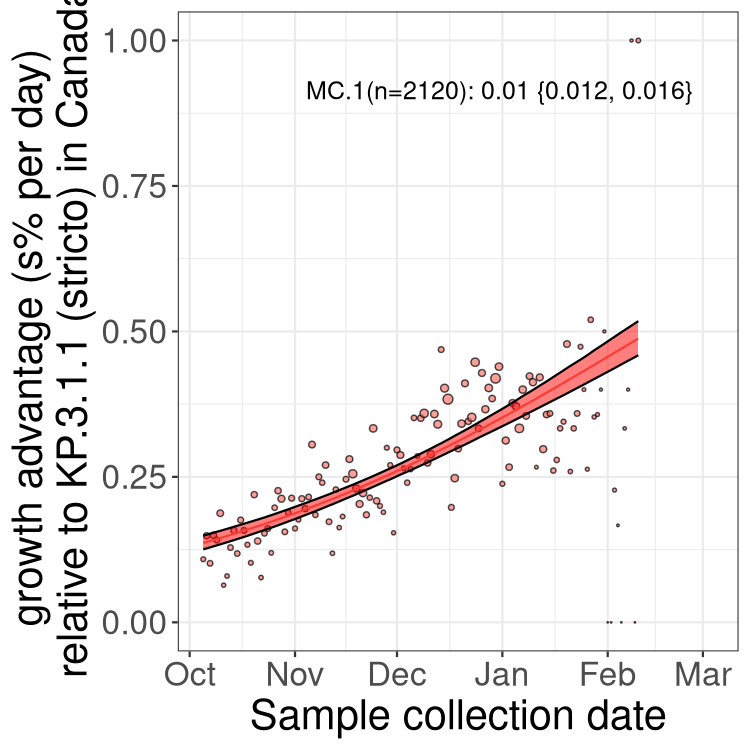 growth advantage (s% per day)
relative to KP.3.1.1 (stricto) in Canada
1.00
MC.1(n=2120): 0.01 {0.012, 0.016}
0.75
0.50
0.25
0.00
Oct Nov Dec Jan Feb Mar
Sample collection date